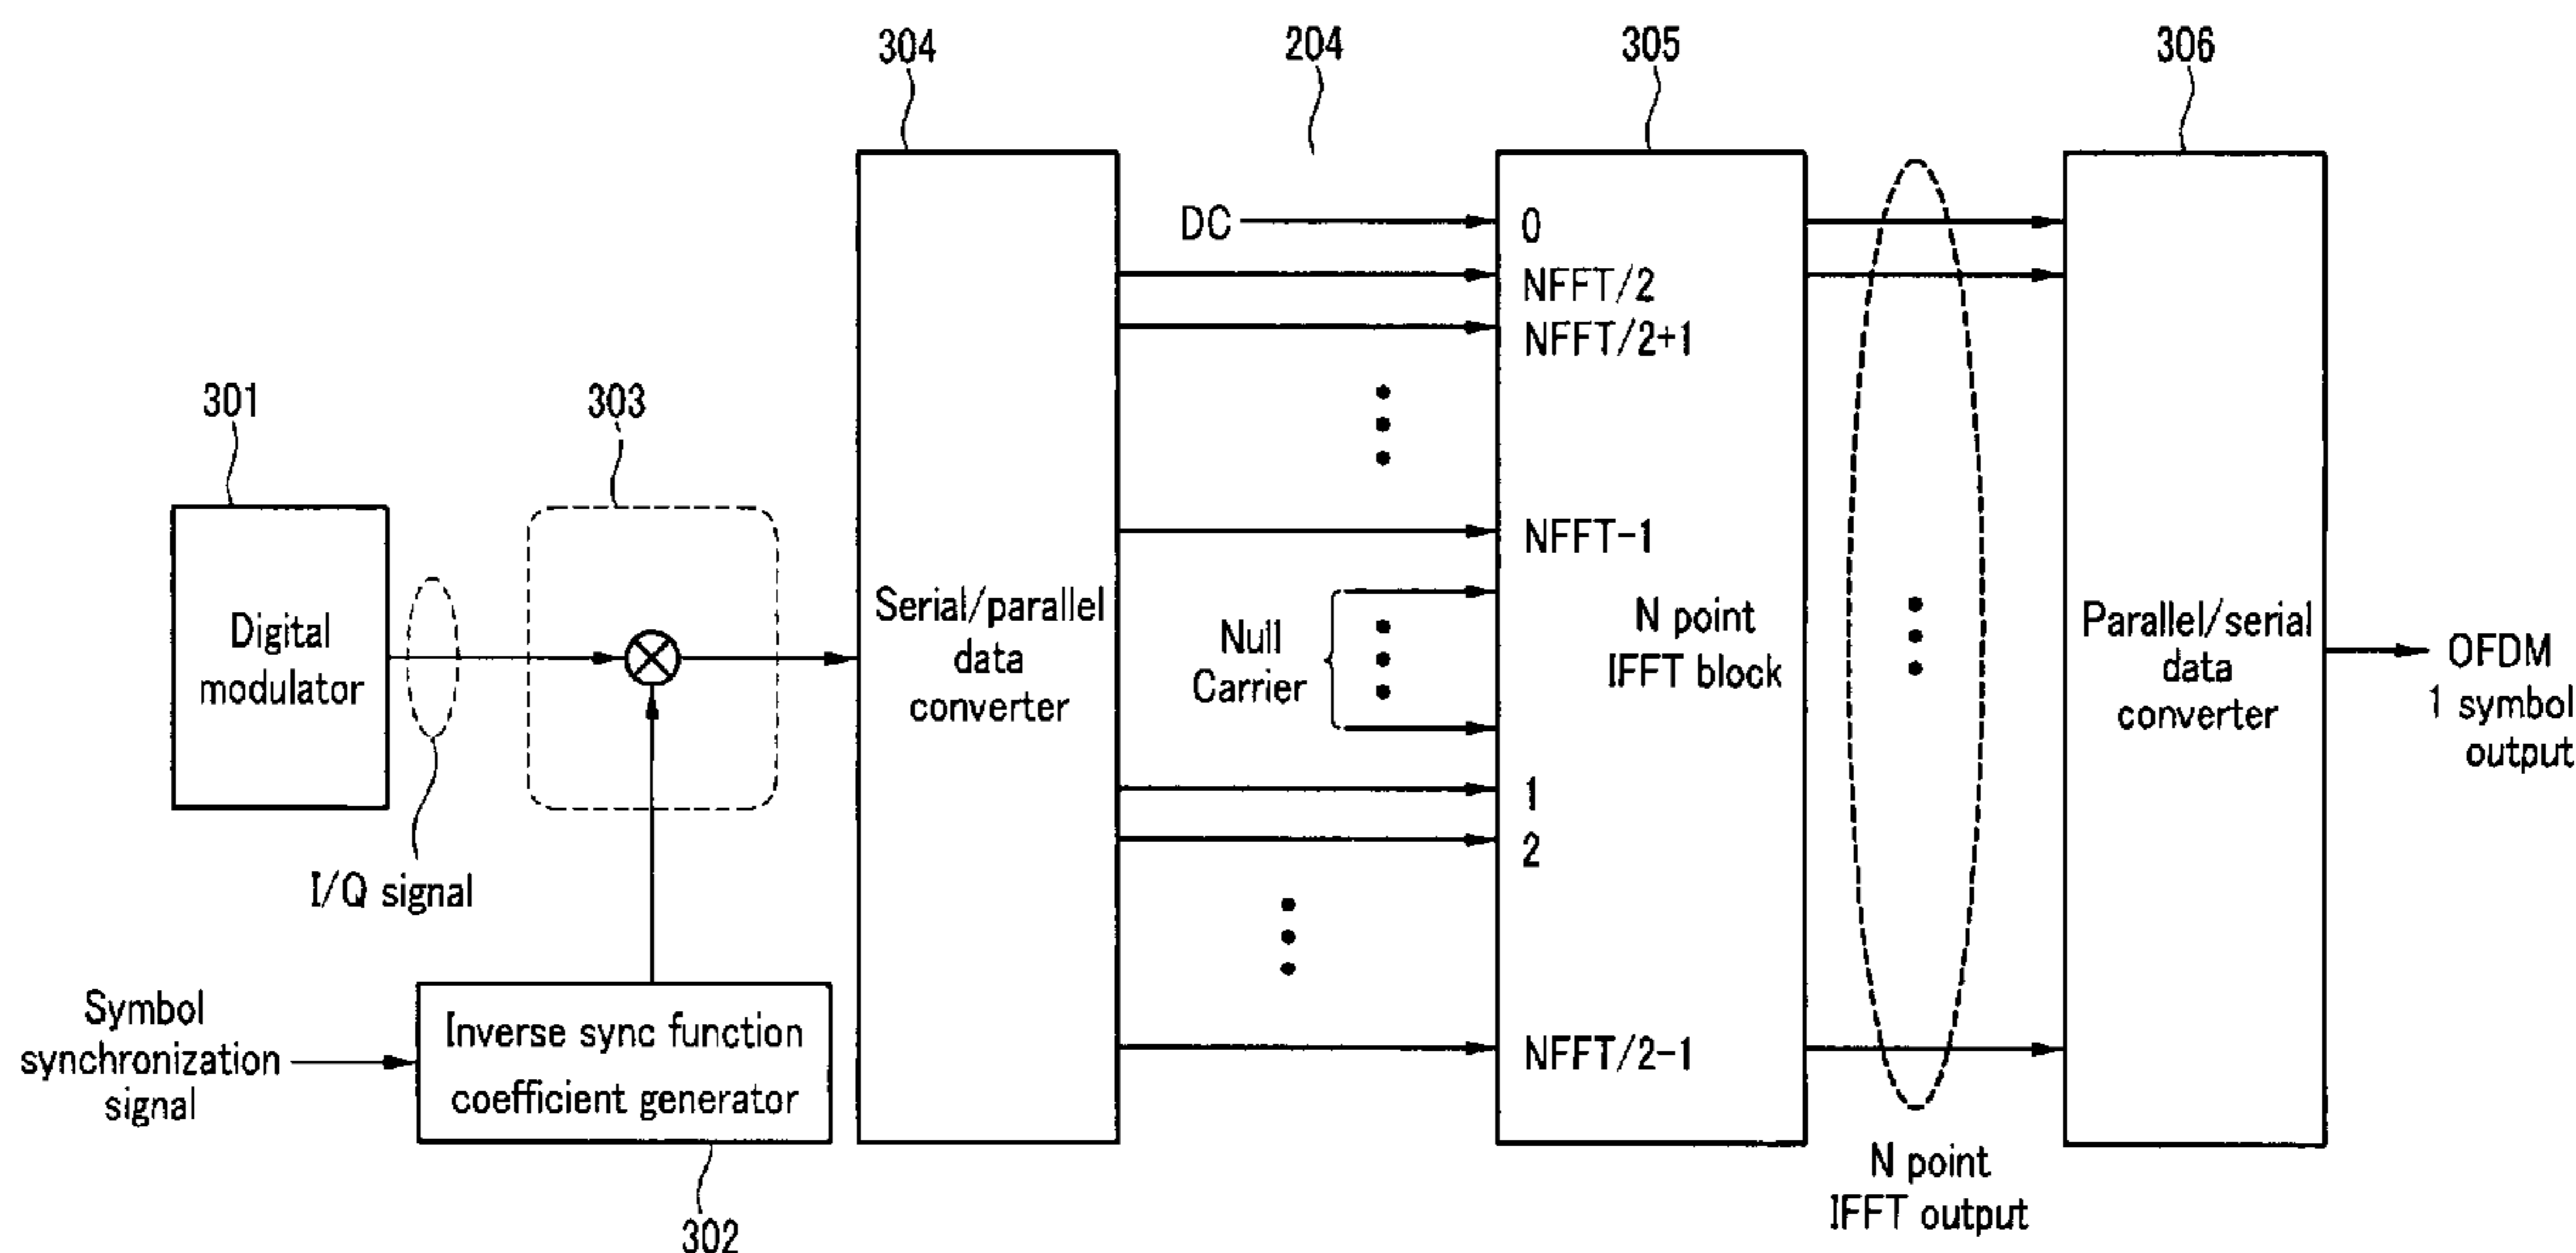 304
204
305
306
DC
0
NFFT/2
NFFT/2+1
301
303
NFFT-1
Digital
modulator
Serial/parallel
data
converter
Null
Carrier
N point
IFFT block
Parallel/serial
data
converter
OFDM
1 symbol
output
1
2
I/Q signal
Symbol
synchronization
signal
Inverse sync function
coefficient generator
NFFT/2-1
302
N point
IFFT output